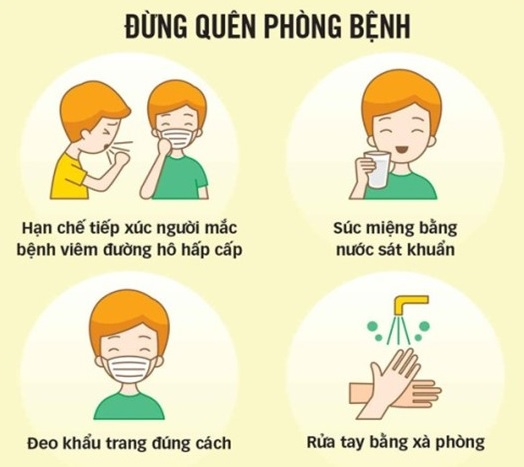 ĐỪNG QUÊN PHÒNG BỆNH
Hạn chế tiếp xúc người mắc
bệnh viêm đường hô hấp cấp
Súc miệng bằng
nước sát khuẩn
Đeo khẩu trang đúng cách
Rửa tay bằng xà phòng